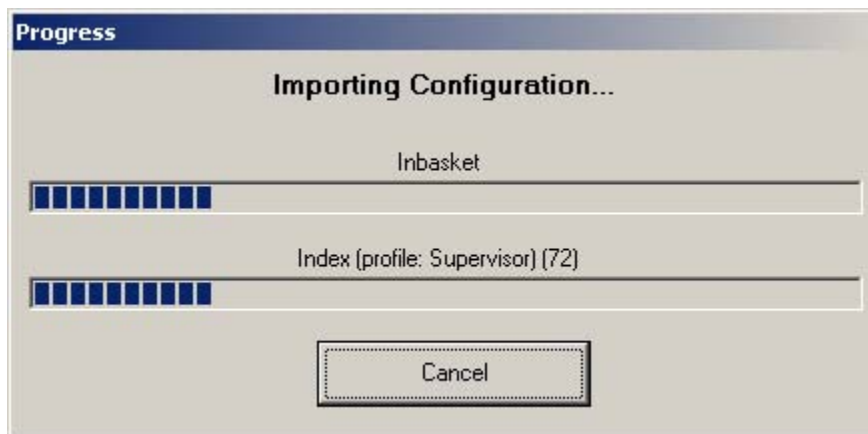 Progress
Importing Configuration...
Inbasket
Index (profile: Supervisor) (72)
Cancel